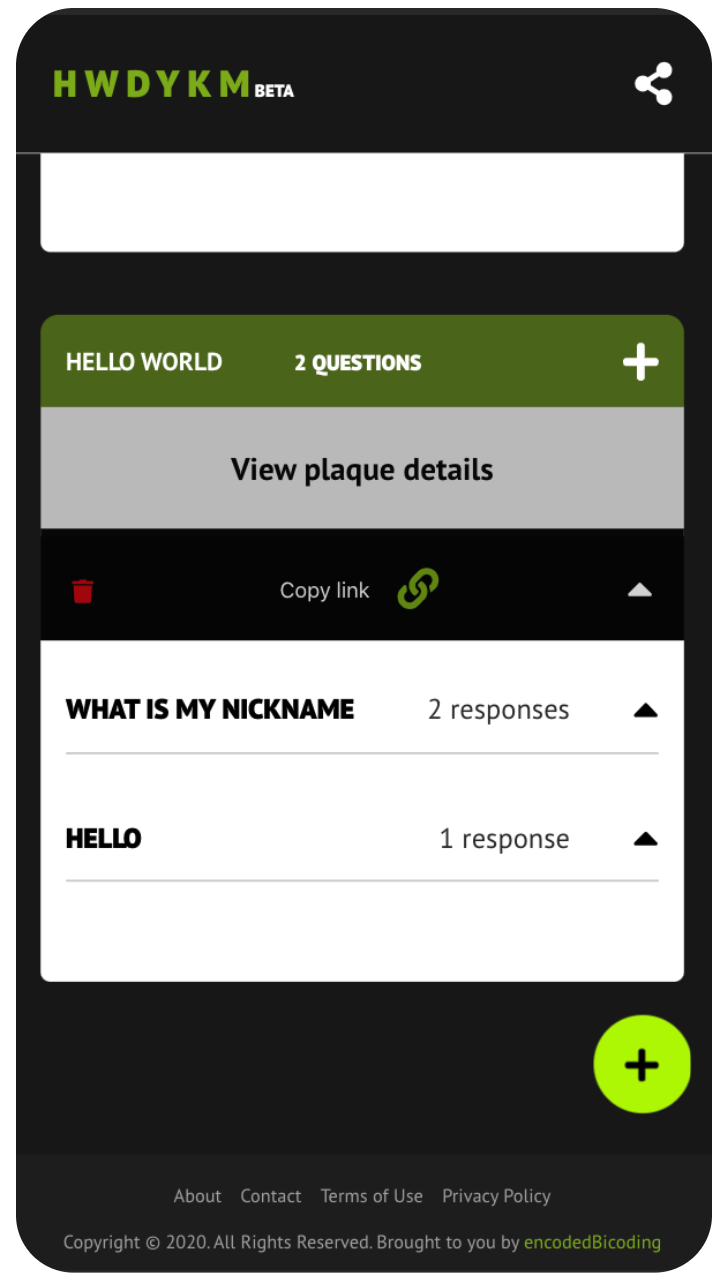 HWDYKM BETA
HELLO WORLD 2 QUESTIONS
View plaque details
Copy link
WHAT IS MY NICKNAME 2 responses
HELLO 1 response
About Contact Terms of Use Privacy Policy
Copyright © 2020. All Rights Reserved. Brought to you by encodedBicoding